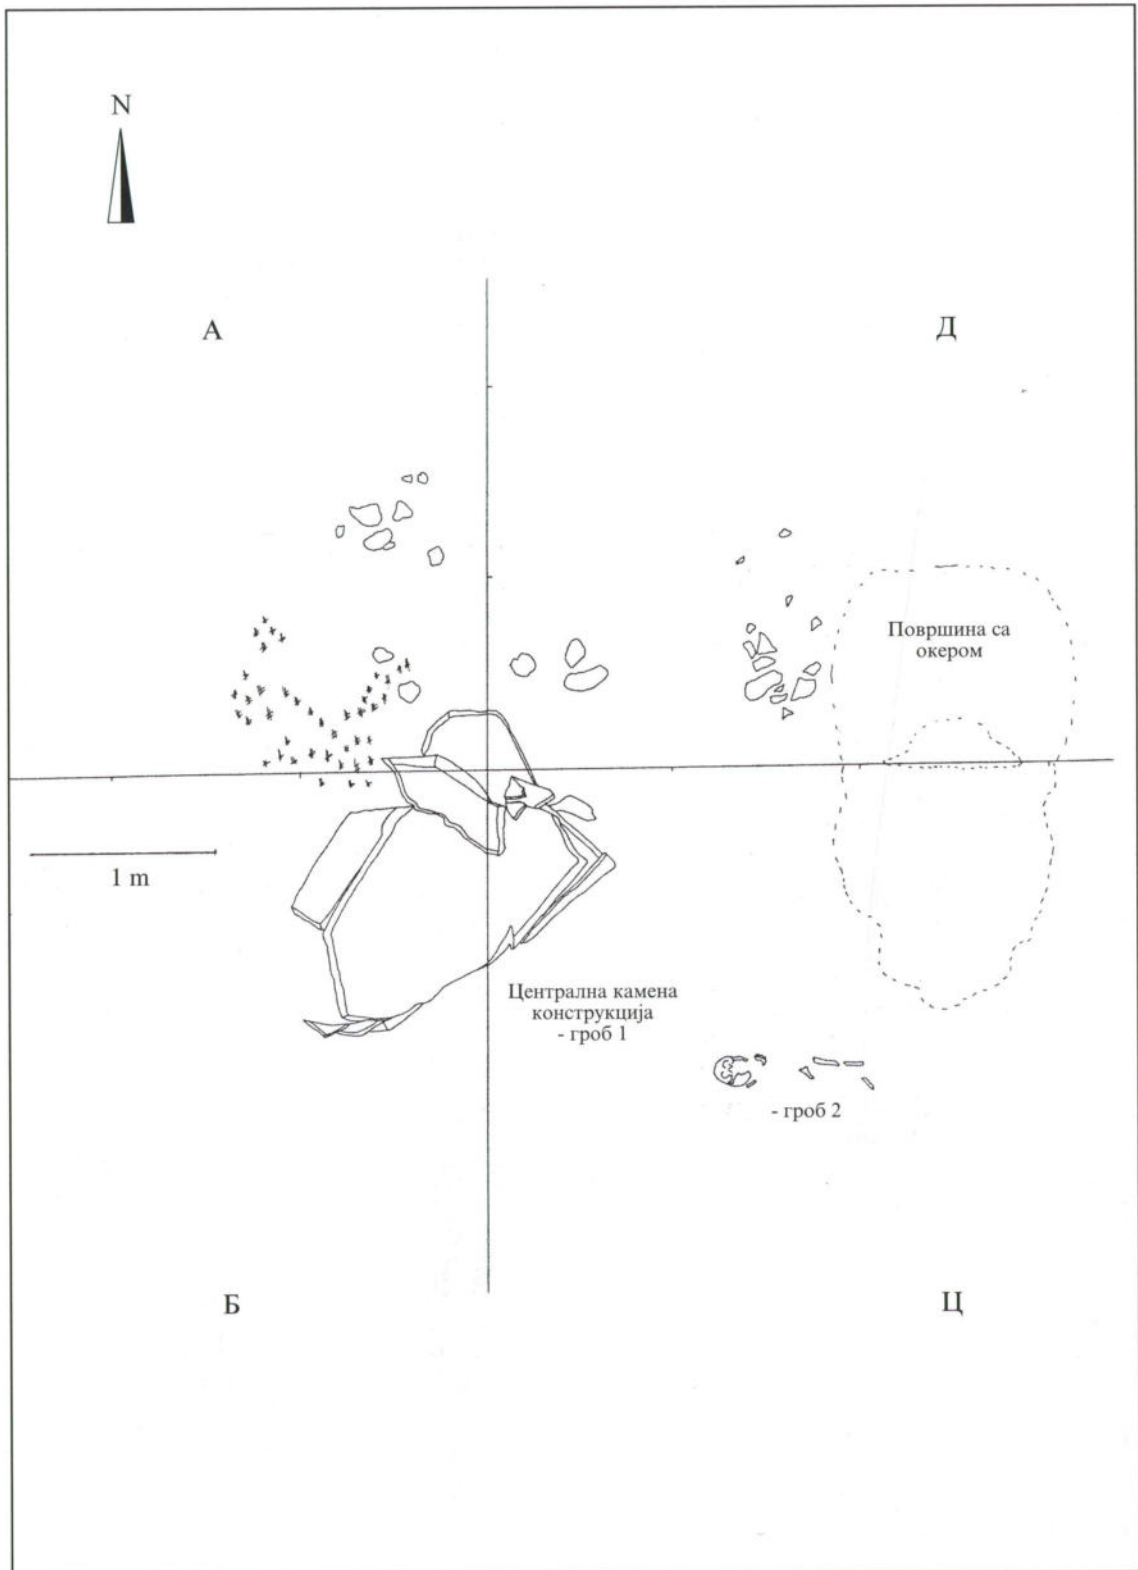 N
А
Д
Површина са
окером
1 m
Централна камена
конструкција
- гроб 1
- гроб 2
Б
Ц